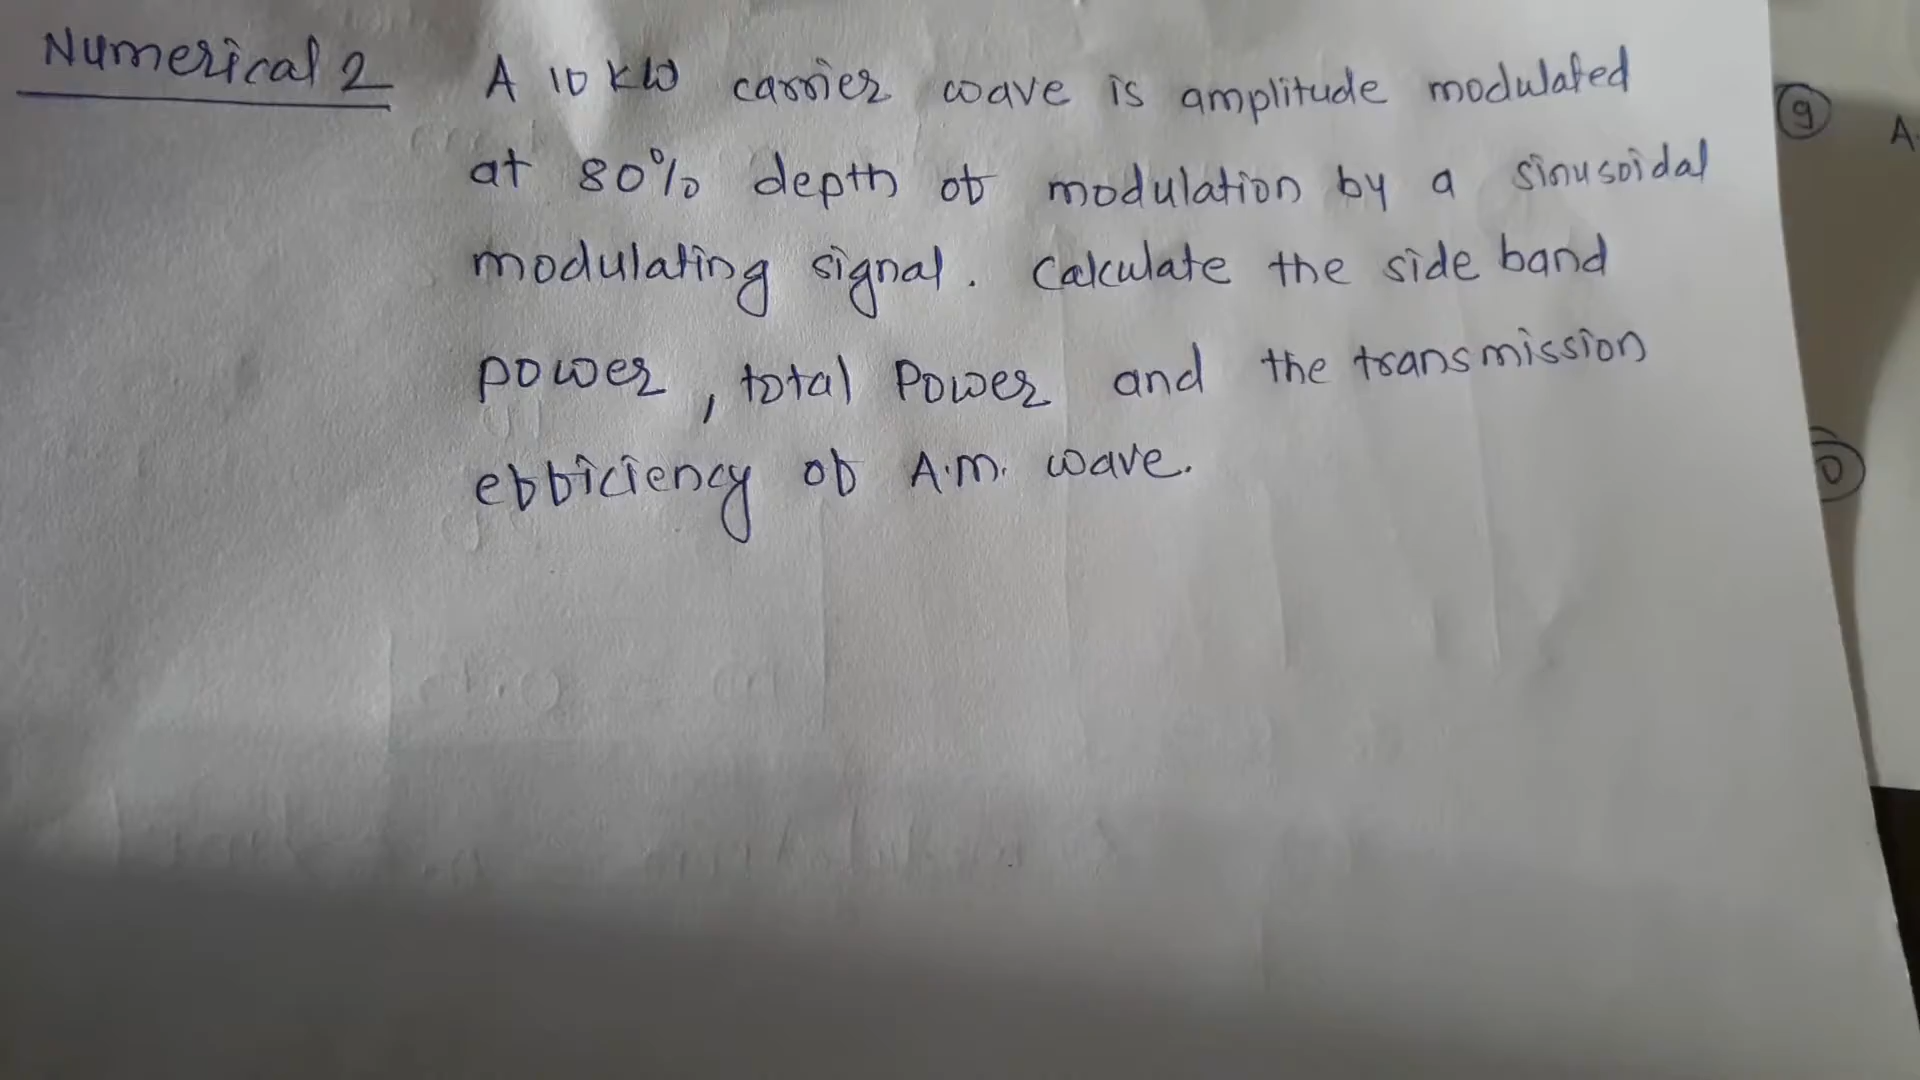 Numerical 2 A 10 KW carrier wave is amplitude modulated
at 80% depth of modulation by a sinusoidal
modulating signal. Calculate the side band
power, total Power and the transmission
efficiency of A.M. wave.
9
A